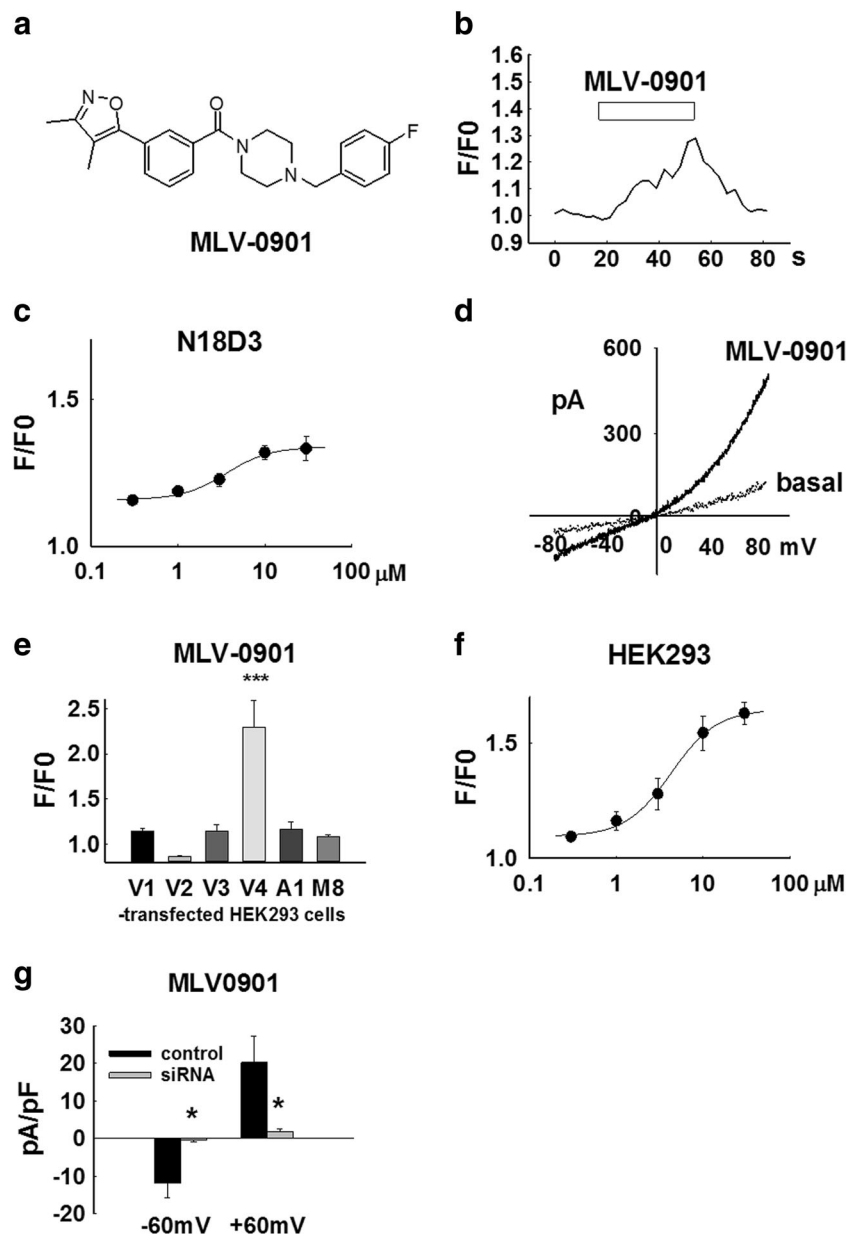 a
N
O
O
N
N
F
MLV-0901
b
MLV-0901
F/F0
1.6
1.5
1.4
1.3
1.2
1.1
1.0
0.9
0 20 40 60 80 s
c
N18D3
F/F0
1.5
1.0
0.1 1 10 100 µM
d
600
MLV-0901
pA
300
basal
0
-80 -40 0 40 80 mV
e
MLV-0901
***
F/F0
2.5
2.0
1.5
1.0
V1 V2 V3 V4 A1 M8
-transfected HEK293 cells
f
HEK293
F/F0
1.5
1.0
0.1 1 10 100 µM
g
MLV0901
pA/pF
30
20
10
0
-10
-20
control
siRNA
* *
-60mV +60mV